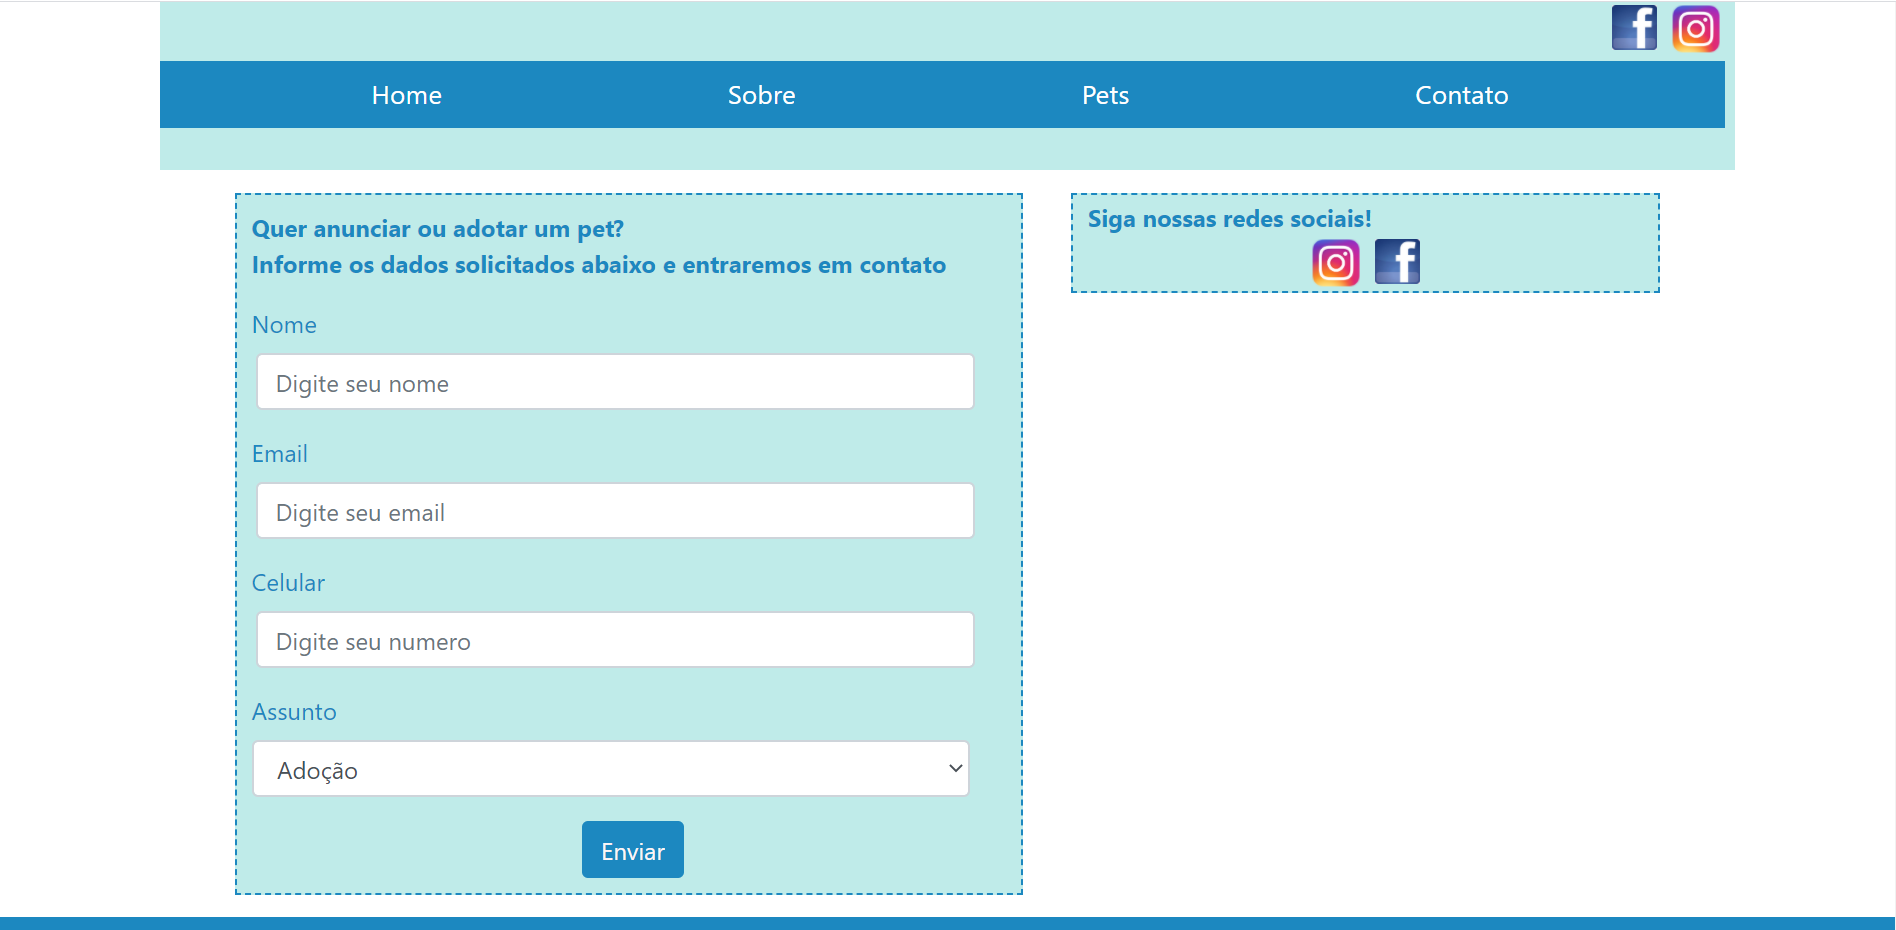 Home Sobre Pets Contato
Quer anunciar ou adotar um pet?
Informe os dados solicitados abaixo e entraremos em contato
Nome
Digite seu nome
Email
Digite seu email
Celular
Digite seu numero
Assunto
Adoção
Enviar
Siga nossas redes sociais!